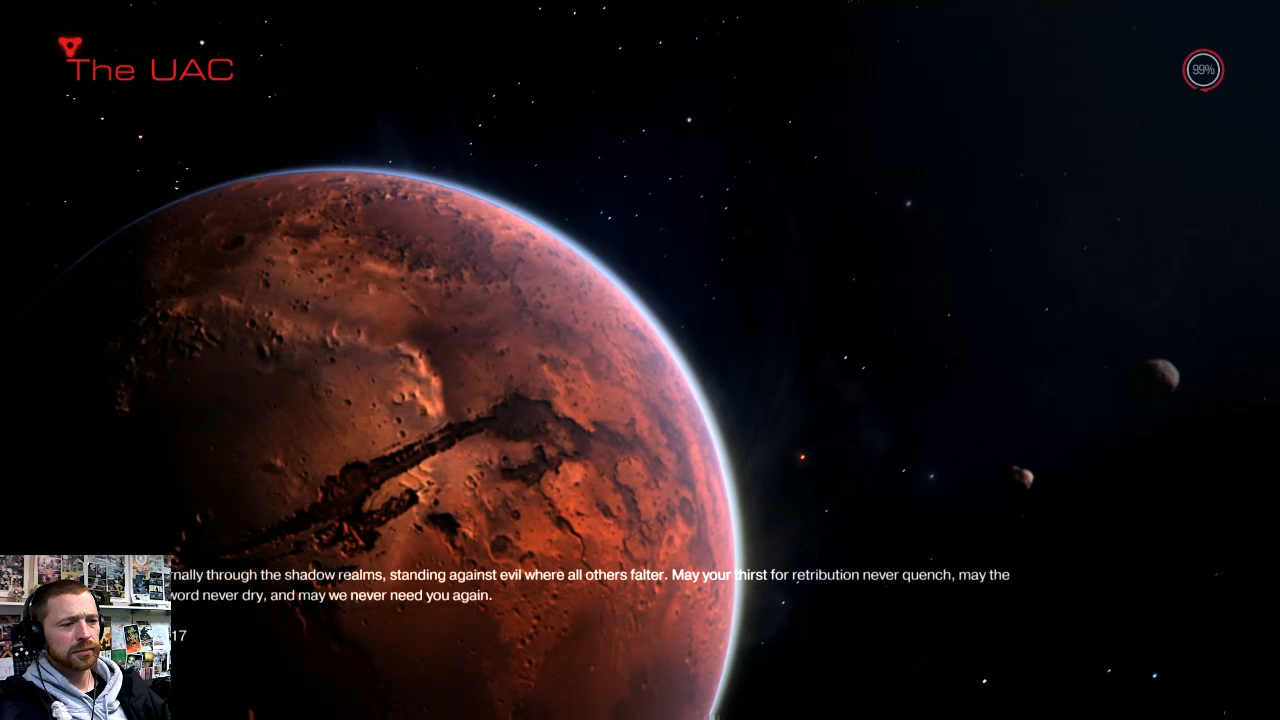 The UAC
99%
nally through the shadow realms, standing against evil where all others falter. May your thirst for retribution never quench, may the
word never dry, and may we never need you again.
17